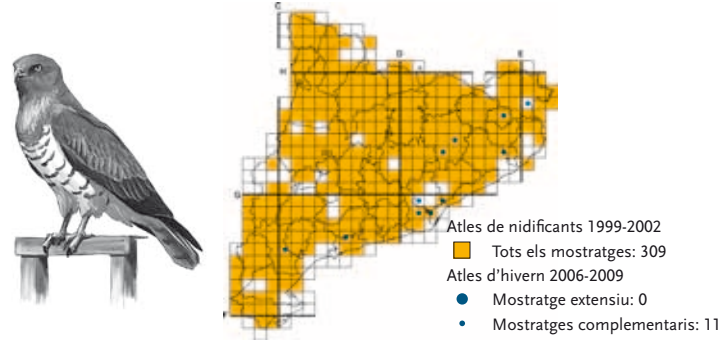 C
D
E
H
G
F
Atles de nidificants 1999-2002
Tots els mostratges: 309
Atles d'hivern 2006-2009
Mostratge extensiu: 0
Mostratges complementaris: 11